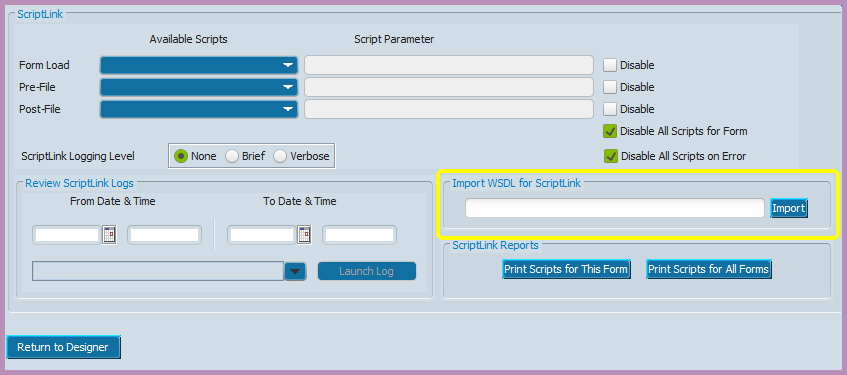 ScriptLink
Available Scripts Script Parameter
Form Load Disable
Pre-File Disable
Post-File Disable
Disable All Scripts for Form
ScriptLink Logging Level None Brief Verbose Disable All Scripts on Error
Review ScriptLink Logs
From Date & Time To Date & Time
Launch Log
Import WSDL for ScriptLink
Import
ScriptLink Reports
Print Scripts for This Form Print Scripts for All Forms
Return to Designer